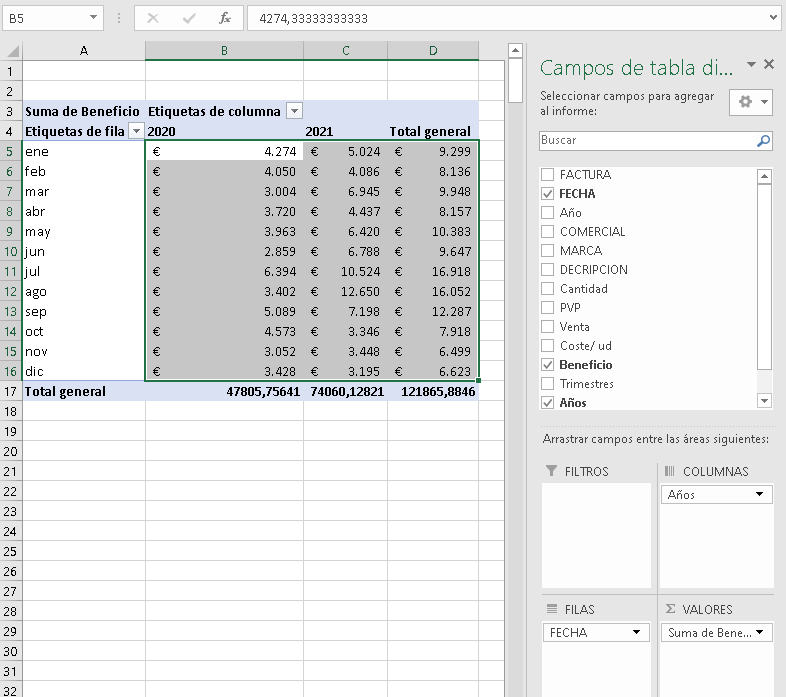 B5 fx 4274,33333333333
A B C D
1
2
3 Suma de Beneficio Etiquetas de columna
4 Etiquetas de fila 2020 2021 Total general
5 ene € 4.274 € 5.024 € 9.299
6 feb € 4.050 € 4.086 € 8.136
7 mar € 3.004 € 6.945 € 9.948
8 abr € 3.720 € 4.437 € 8.157
9 may € 3.963 € 6.420 € 10.383
10 jun € 2.859 € 6.788 € 9.647
11 jul € 6.394 € 10.524 € 16.918
12 ago € 3.402 € 12.650 € 16.052
13 sep € 5.089 € 7.198 € 12.287
14 oct € 4.573 € 3.346 € 7.918
15 nov € 3.052 € 3.448 € 6.499
16 dic € 3.428 € 3.195 € 6.623
17 Total general 47805,75641 74060,12821 121865,8846
18
19
20
21
22
23
24
25
26
27
28
29
30
31
32
Campos de tabla di...
Seleccionar campos para agregar
al informe:
Buscar
FACTURA
FECHA
Año
COMERCIAL
MARCA
DECRIPCION
Cantidad
PVP
Venta
Coste/ ud
Beneficio
Trimestres
Años
Arrastrar campos entre las áreas siguientes:
FILTROS
COLUMNAS
Años
FILAS
Σ VALORES
FECHA
Suma de Bene...